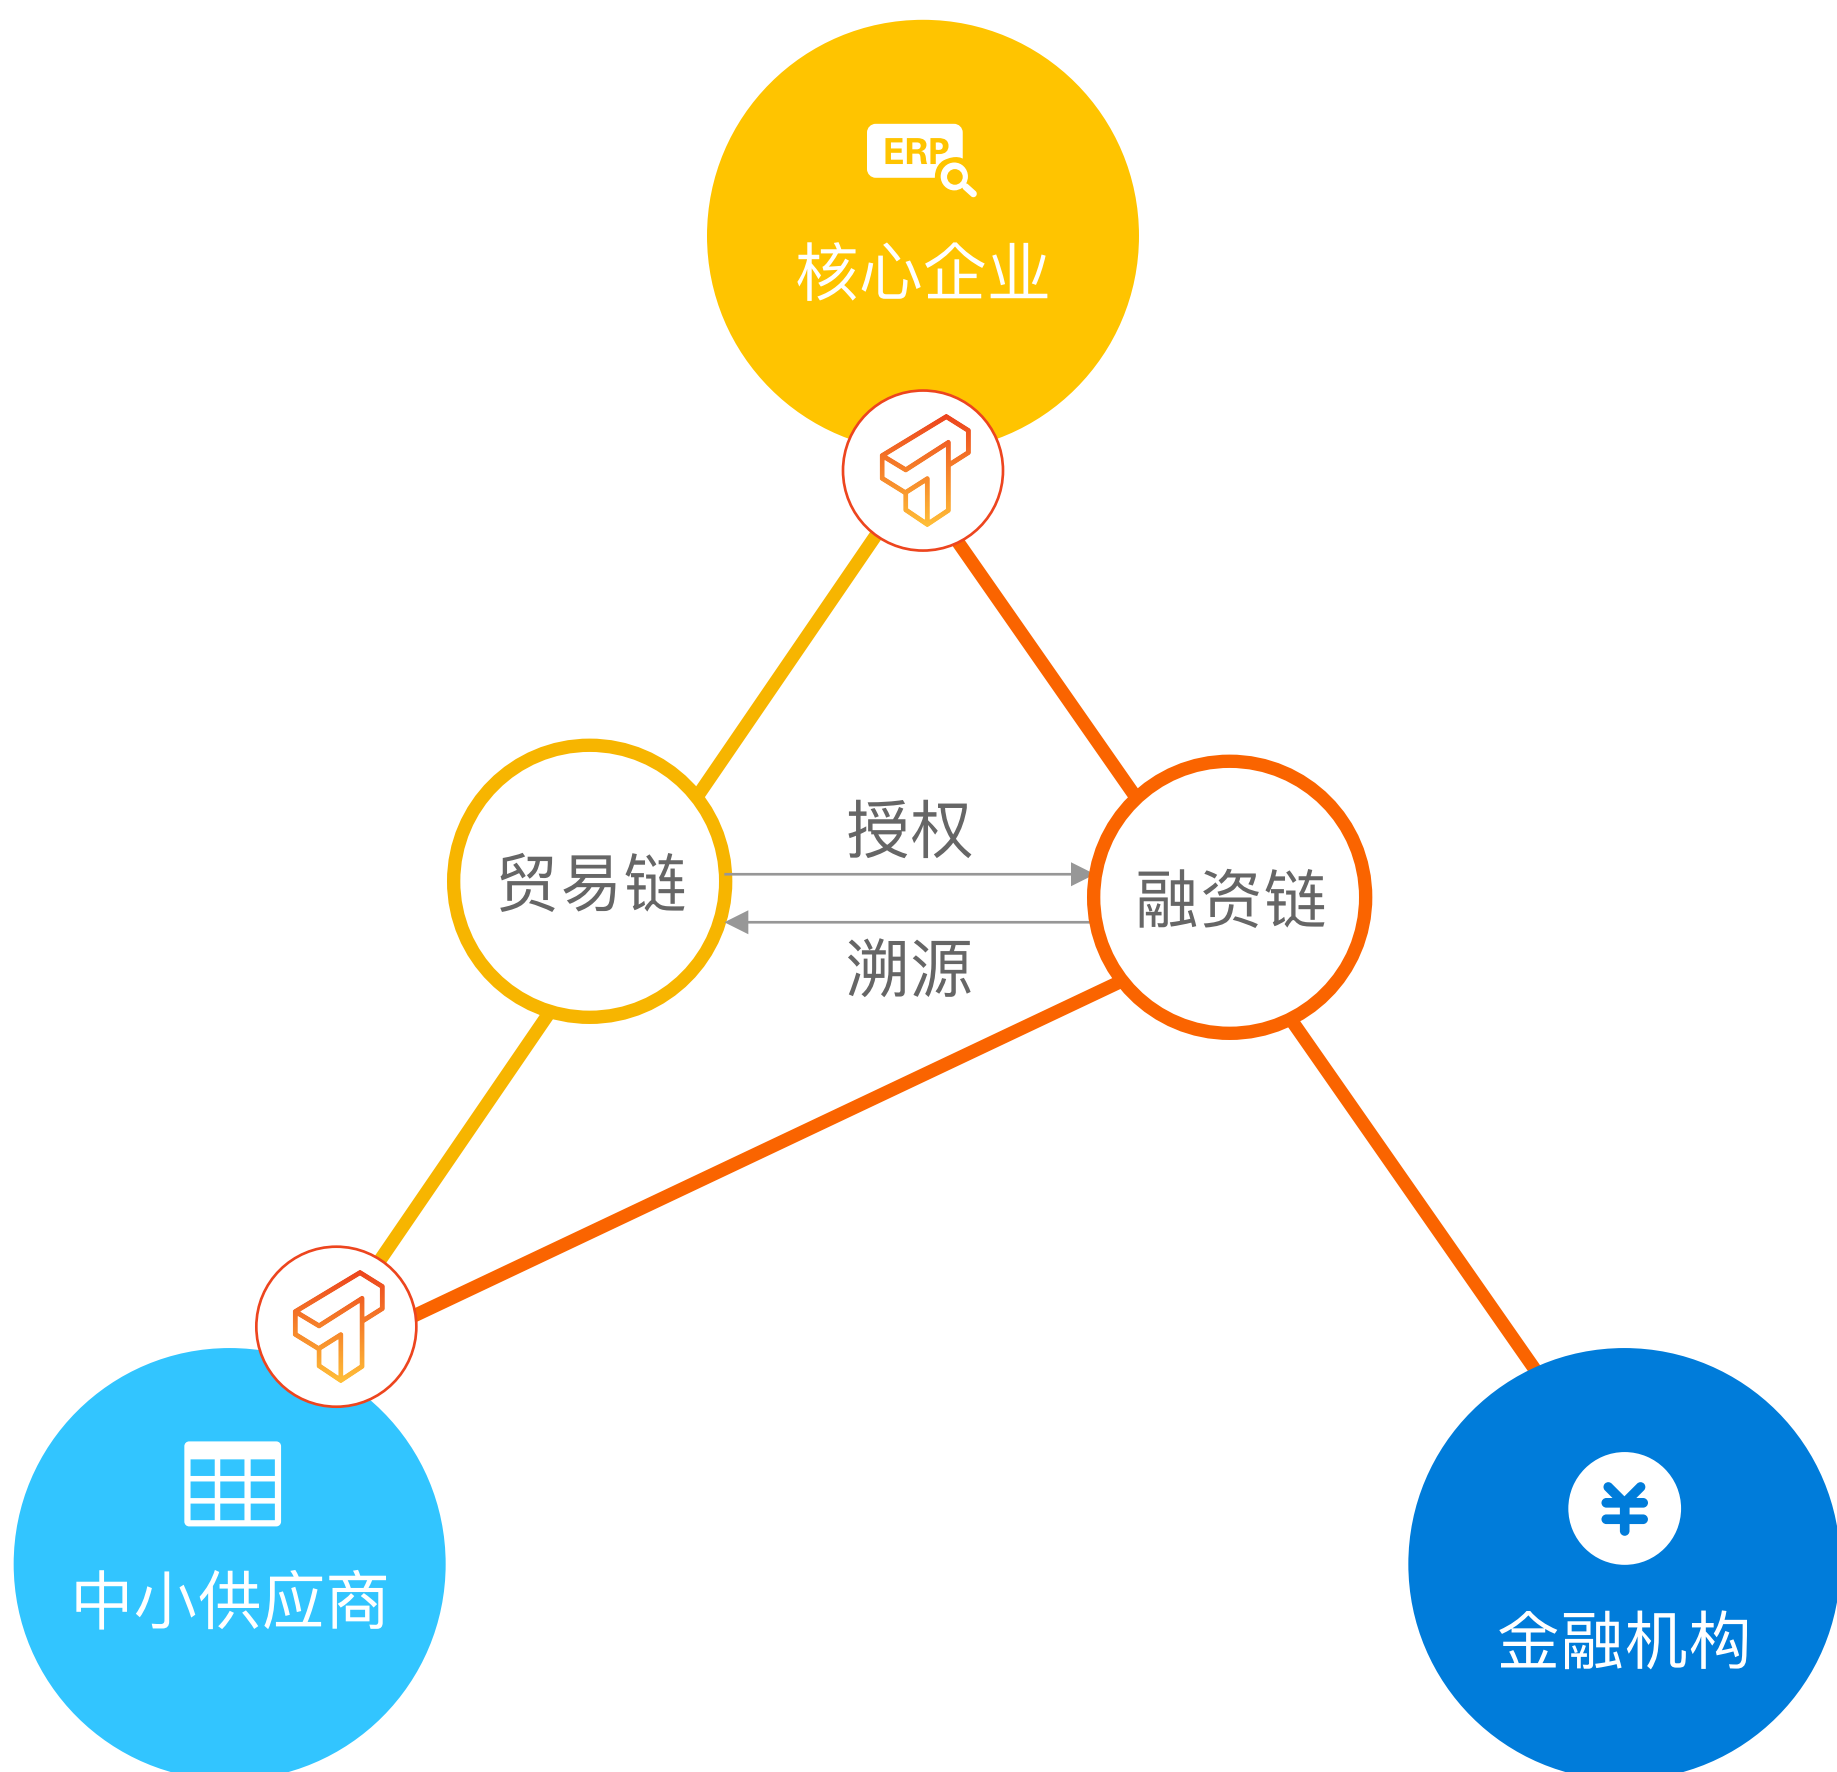 ERP
核心企业
授权
贸易链
融资链
溯源
中小供应商
¥
金融机构